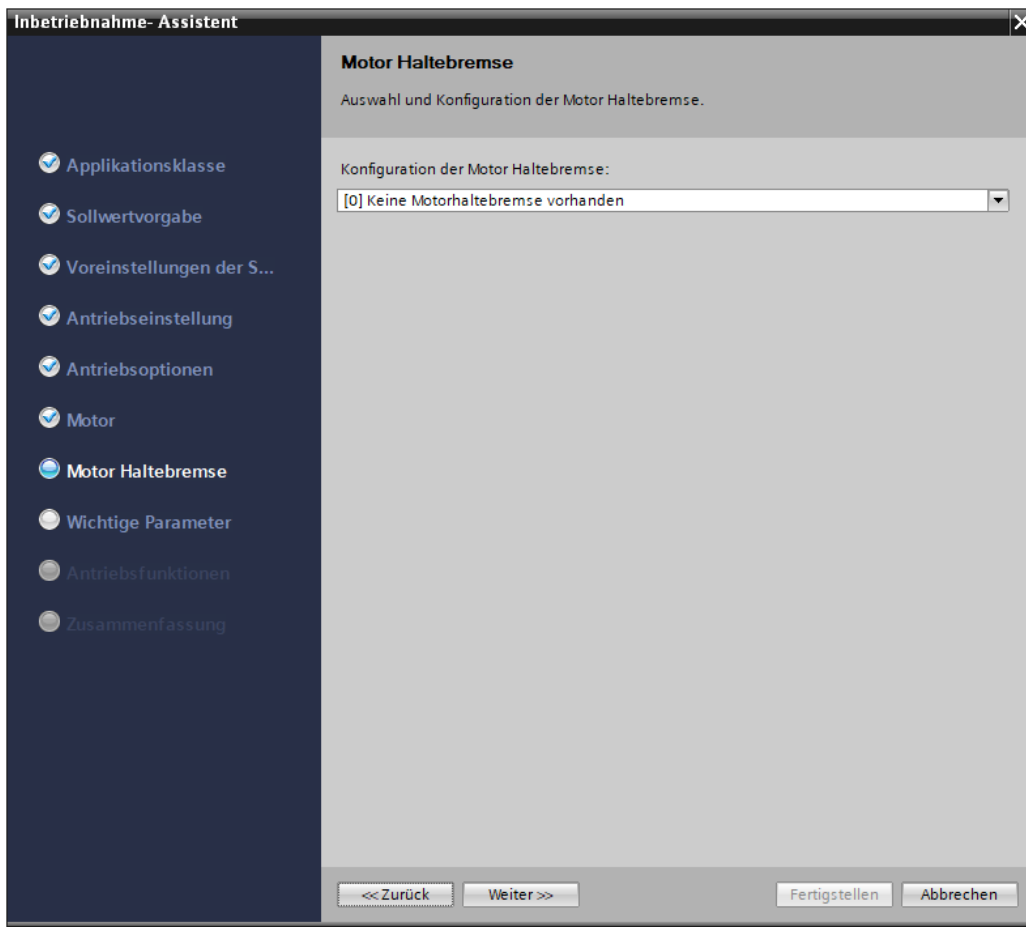 Inbetriebnahme- Assistent
Motor Haltebremse
Auswahl und Konfiguration der Motor Haltebremse.
Applikationsklasse
Sollwertvorgabe
Voreinstellungen der S...
Antriebseinstellung
Antriebsoptionen
Motor
Motor Haltebremse
Wichtige Parameter
Antriebsfunktionen
Zusammenfassung
Konfiguration der Motor Haltebremse:
[0] Keine Motorhaltebremse vorhanden
<< Zurück
Weiter >>
Fertigstellen
Abbrechen